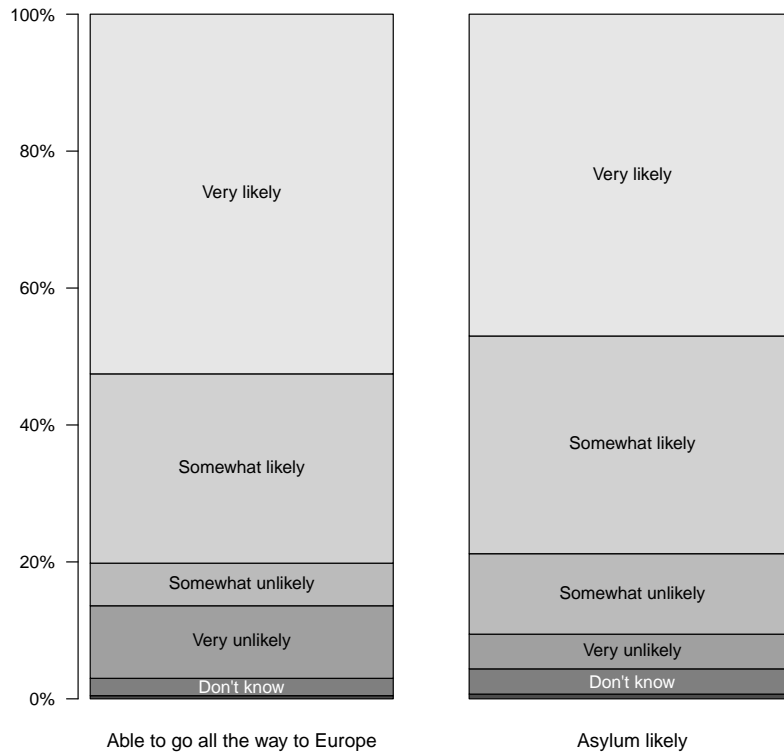 100%
80%
60%
40%
20%
0%
Very likely
Somewhat likely
Somewhat unlikely
Very unlikely
Don't know
Able to go all the way to Europe
Very likely
Somewhat likely
Somewhat unlikely
Very unlikely
Don't know
Asylum likely